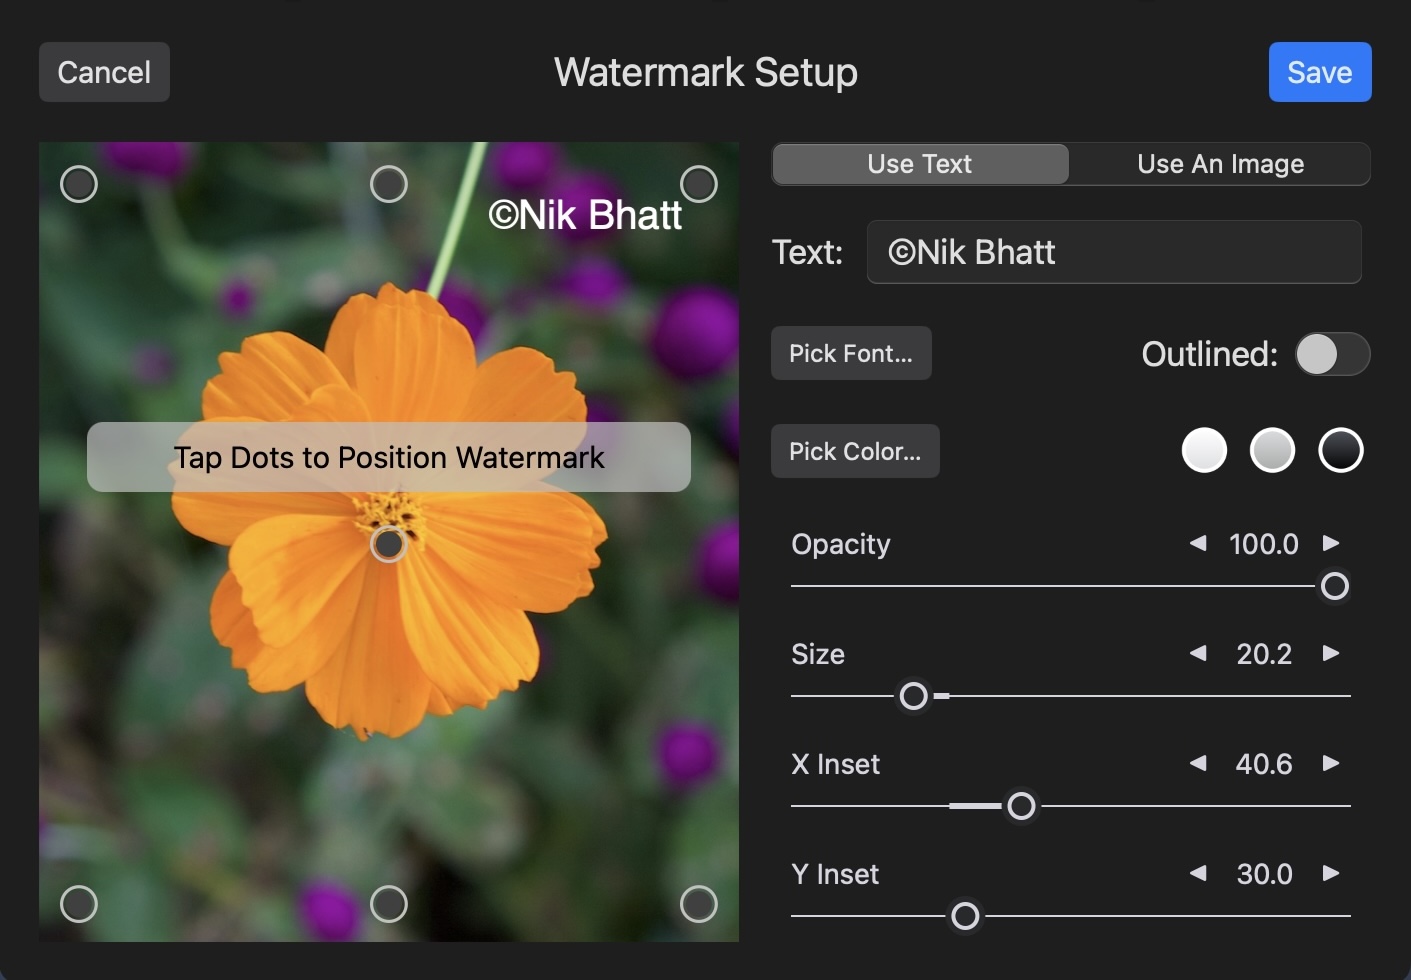 Cancel
Watermark Setup
Save
©Nik Bhatt
Tap Dots to Position Watermark
Use Text
Use An Image
Text:
©Nik Bhatt
Pick Font...
Outlined:
Pick Color...
Opacity
100.0
Size
20.2
X Inset
40.6
Y Inset
30.0